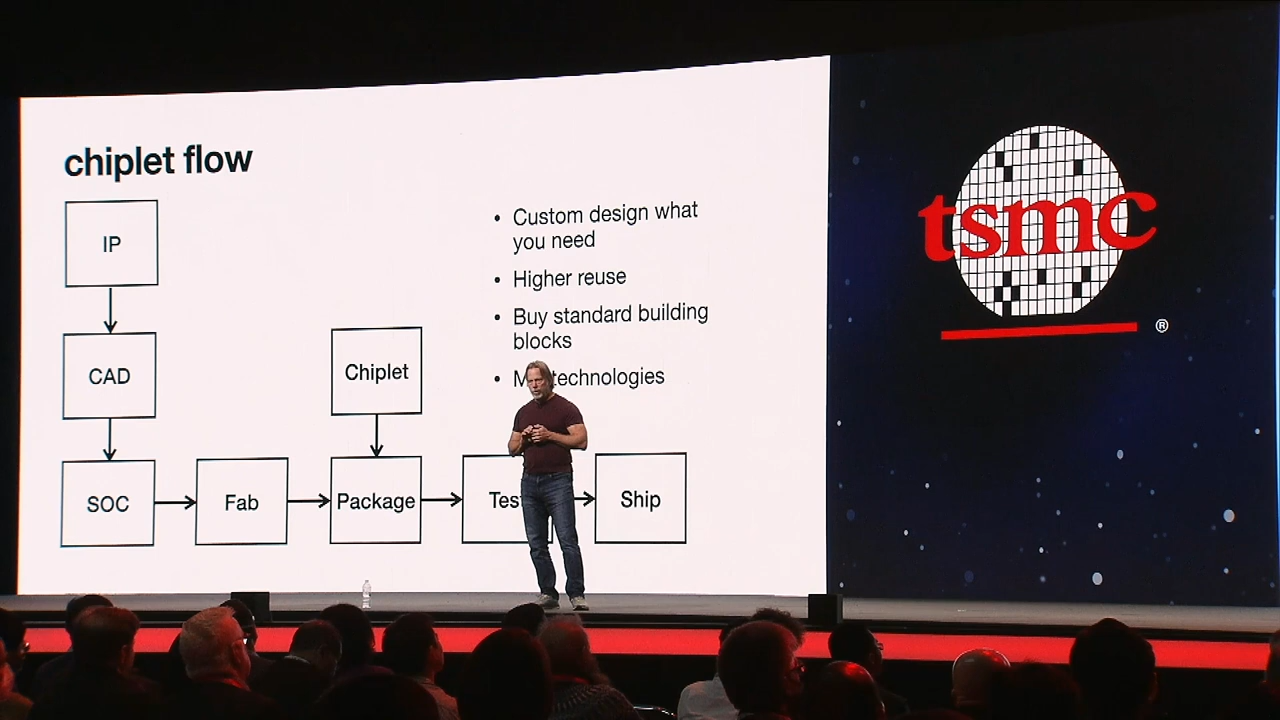 chiplet flow
IP
CAD
SOC
Fab
Chiplet
Package
Ship
• Custom design what
you need
• Higher reuse
• Buy standard building
blocks
• technologies
tsmc
®